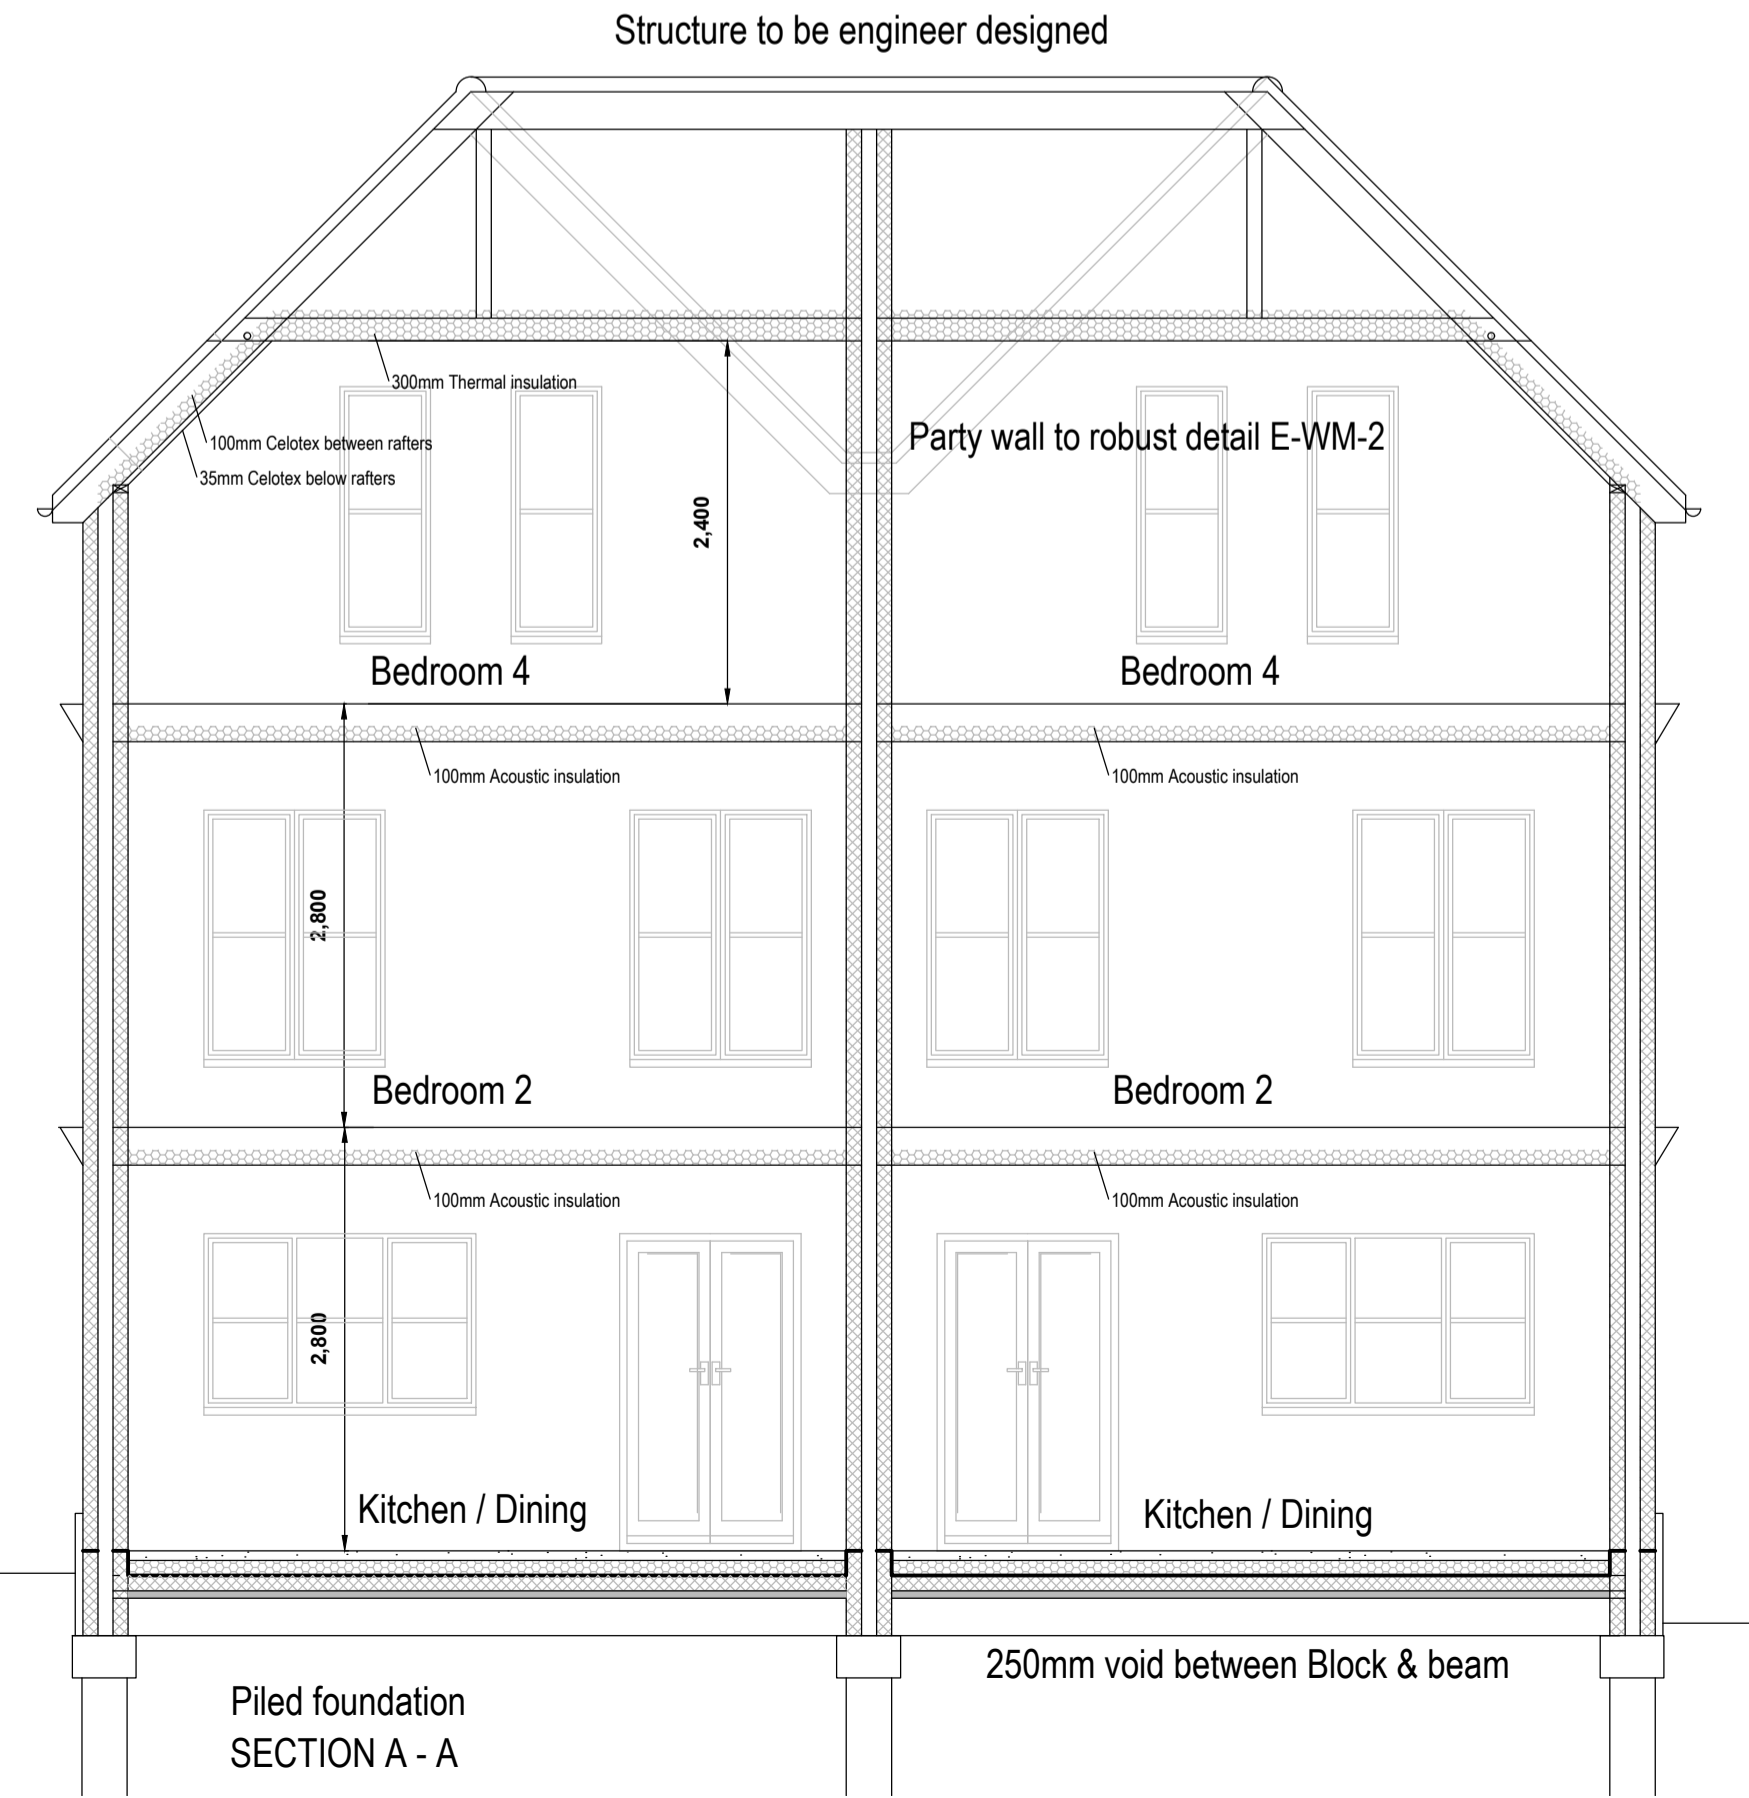 Structure to be engineer designed
300mm Thermal insulation
100mm Celotex between rafters
35mm Celotex below rafters
Party wall to robust detail E-WM-2
2,400
Bedroom 4
Bedroom 4
100mm Acoustic insulation
100mm Acoustic insulation
2,800
Bedroom 2
Bedroom 2
100mm Acoustic insulation
100mm Acoustic insulation
2,800
Kitchen / Dining
Kitchen / Dining
250mm void between Block & beam
Piled foundation
SECTION A - A